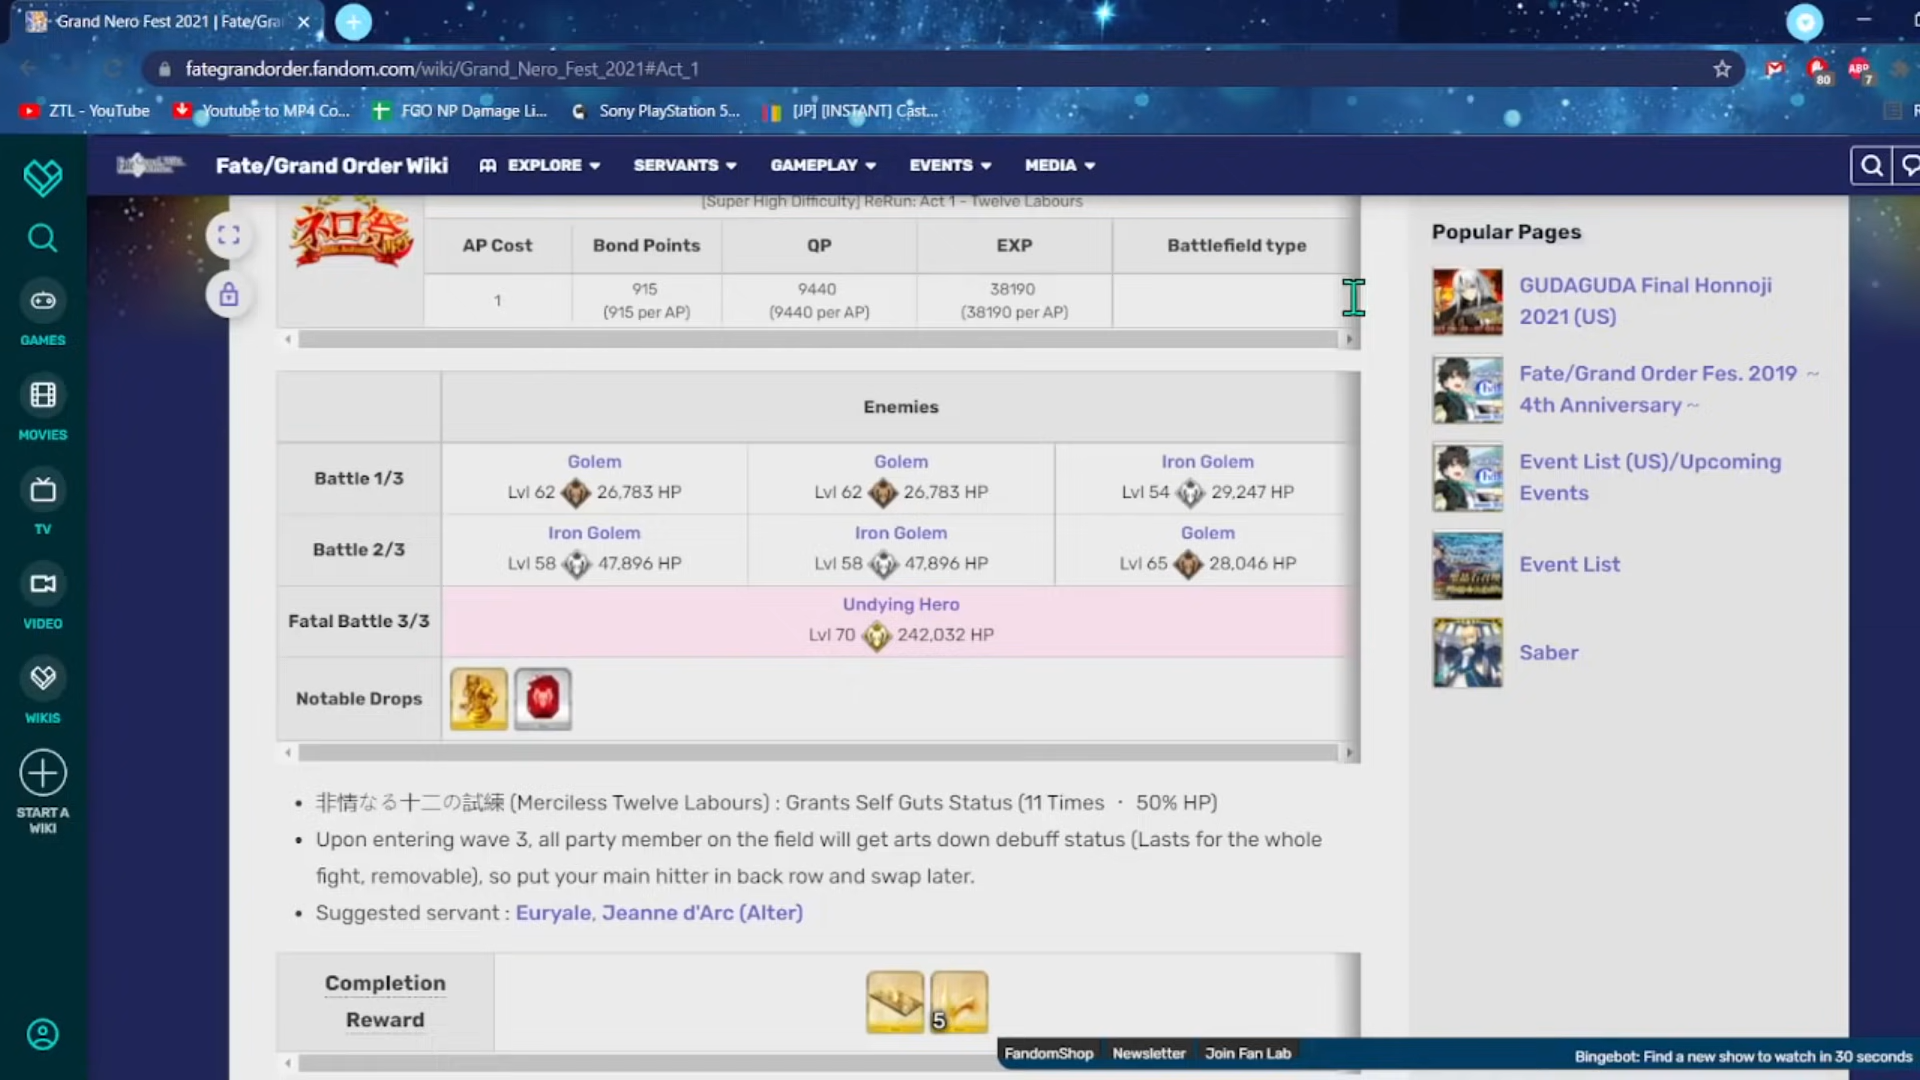 Grand Nero Fest 2021 | Fate/Gra
fategrandorder.fandom.com/wiki/Grand_Nero_Fest_2021#Act_1
80
ABP
7
ZTL - YouTube
Youtube to MP4 Co...
FGO NP Damage Li...
Sony PlayStation 5...
[JP] [INSTANT] Cast...
Fate/Grand Order Wiki
EXPLORE
SERVANTS
GAMEPLAY
EVENTS
MEDIA
GAMES
MOVIES
TV
VIDEO
WIKIS
START A
WIKI
ネロ祭
[Super High Difficulty] ReRun: Act 1 - Twelve Labours
AP Cost
Bond Points
QP
EXP
Battlefield type
1
915
(915 per AP)
9440
(9440 per AP)
38190
(38190 per AP)
Enemies
Battle 1/3
Golem
Lvl 62 26,783 HP
Golem
Lvl 62 26,783 HP
Iron Golem
Lvl 54 29,247 HP
Battle 2/3
Iron Golem
Lvl 58 47,896 HP
Iron Golem
Lvl 58 47,896 HP
Golem
Lvl 65 28,046 HP
Fatal Battle 3/3
Undying Hero
Lvl 70 242,032 HP
Notable Drops
• 非情なる十二の試練 (Merciless Twelve Labours) : Grants Self Guts Status (11 Times ・ 50% HP)
• Upon entering wave 3, all party member on the field will get arts down debuff status (Lasts for the whole
fight, removable), so put your main hitter in back row and swap later.
• Suggested servant : Euryale, Jeanne d'Arc (Alter)
Completion
Reward
5
Popular Pages
GUDAGUDA Final Honnoji
2021 (US)
Fate/Grand Order Fes. 2019 ～
4th Anniversary～
Event List (US)/Upcoming
Events
Event List
Saber
FandomShop
Newsletter
Join Fan Lab
Bingebot: Find a new show to watch in 30 seconds